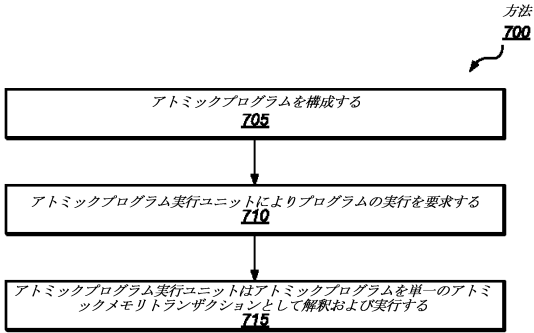 方法
700
アトミックプログラムを構成する
705
アトミックプログラム実行ユニットによりプログラムの実行を要求する
710
アトミックプログラム実行ユニットはアトミックプログラムを単一のアトミ
ックメモリトランザクションとして解釈および実行する
715